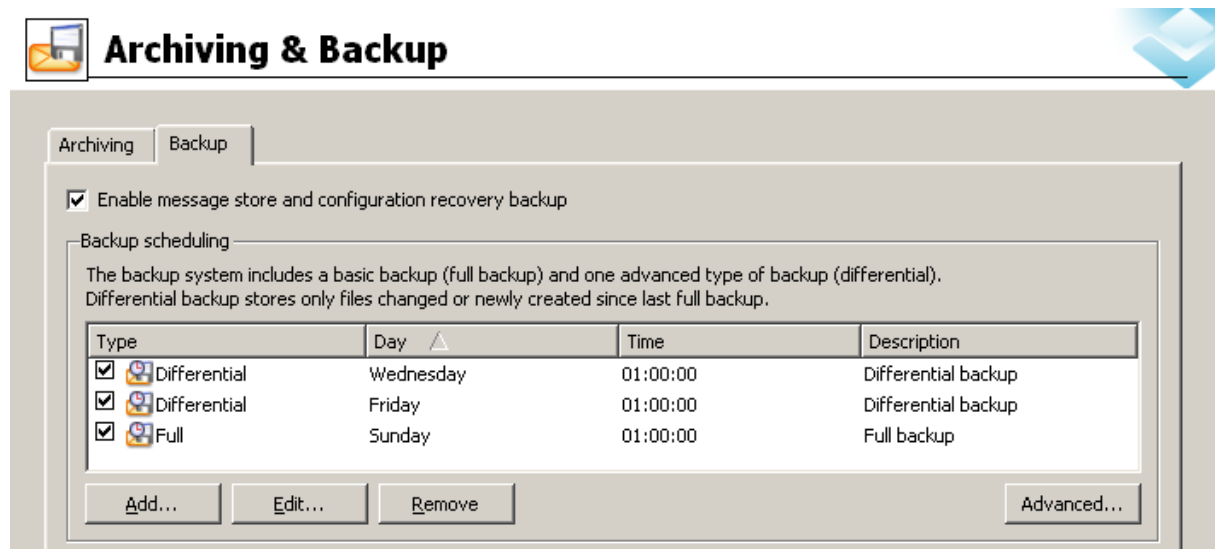 Archiving & Backup
Archiving Backup
Enable message store and configuration recovery backup
Backup scheduling
The backup system includes a basic backup (full backup) and one advanced type of backup (differential).
Differential backup stores only files changed or newly created since last full backup.
Type Day Time Description
Differential Wednesday 01:00:00 Differential backup
Differential Friday 01:00:00 Differential backup
Full Sunday 01:00:00 Full backup
Add... Edit... Remove Advanced...